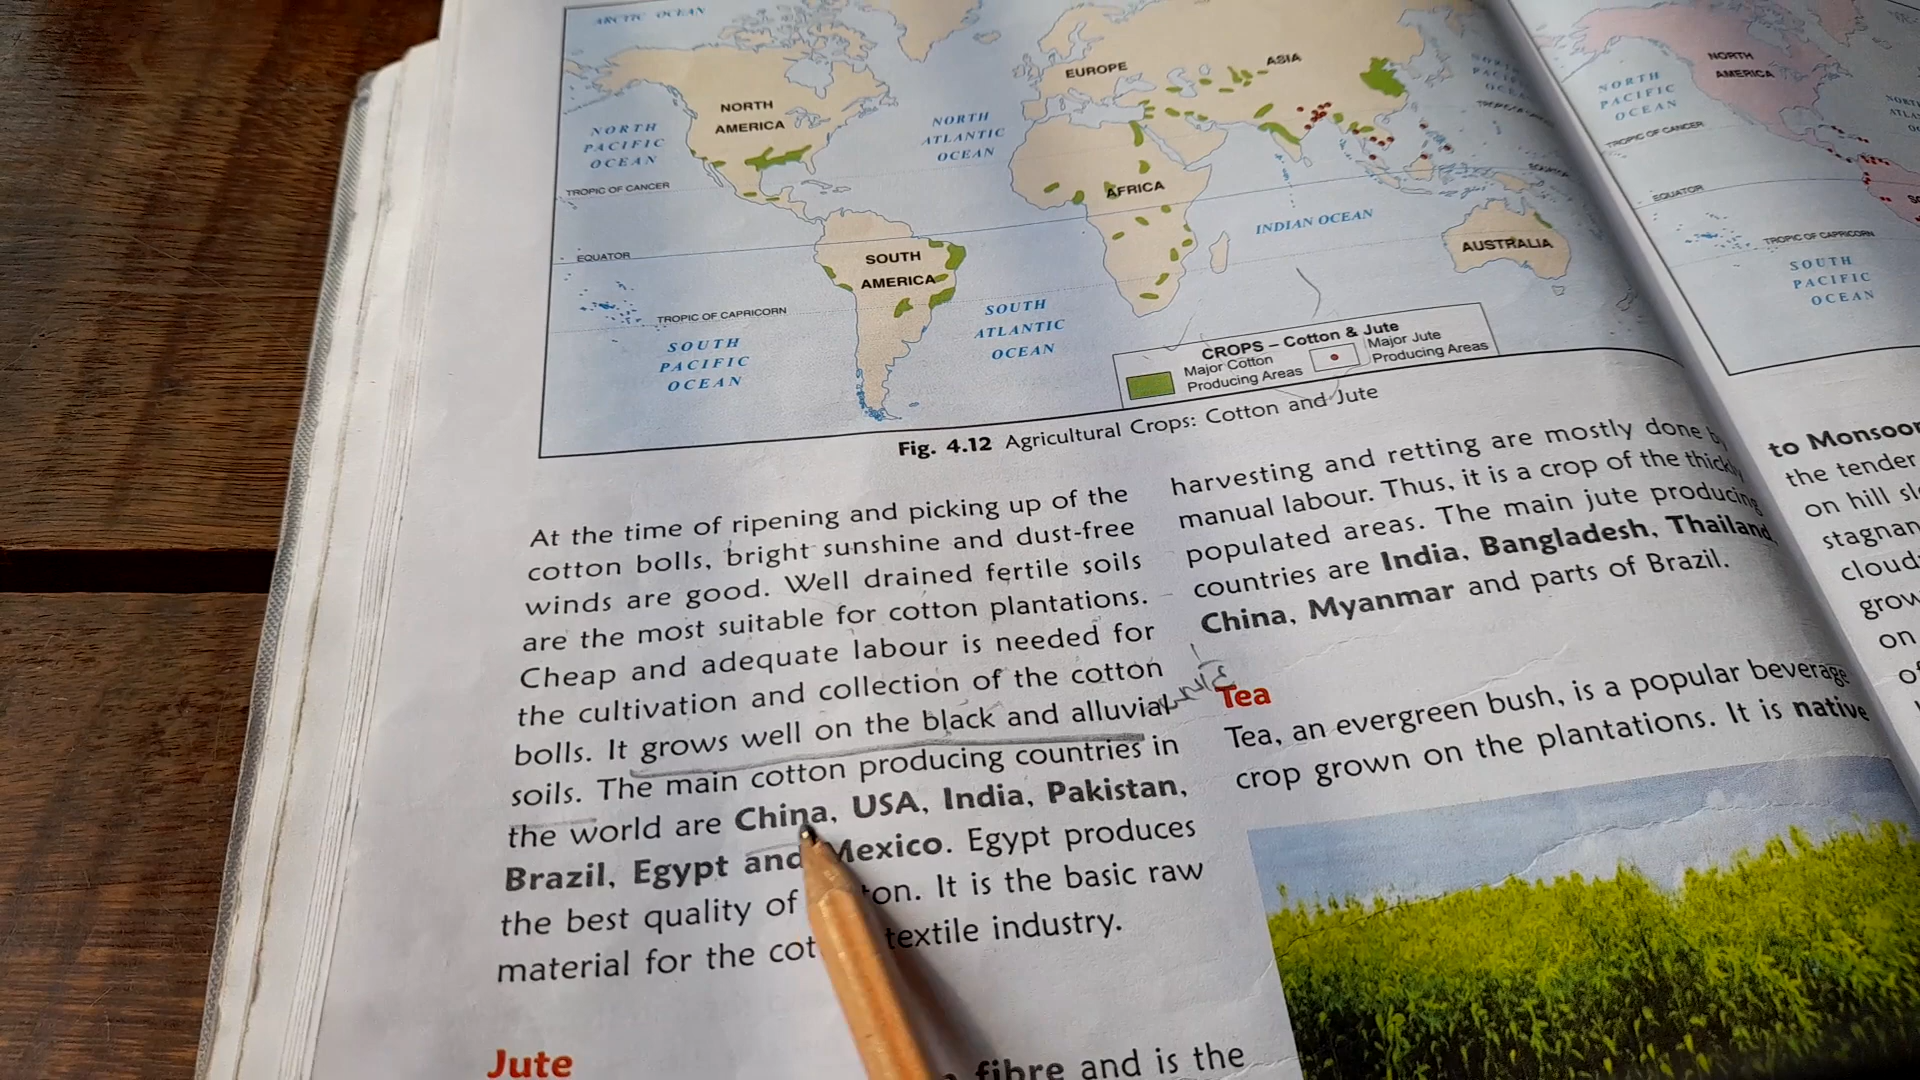 ARCTIC OCEAN
NORTH
AMERICA
EUROPE
ASIA
NORTH
PACIFIC
OCEAN
NORTH
ATLANTIC
OCEAN
TROPIC OF CANCER
AFRICA
INDIAN OCEAN
EQUATOR
EQUATOR
SOUTH
AMERICA
AUSTRALIA
TROPIC OF CAPRICORN
SOUTH
PACIFIC
OCEAN
SOUTH
ATLANTIC
OCEAN
CROPS – Cotton & Jute
Major Cotton
Producing Areas
Major Jute
Producing Areas
Fig. 4.12 Agricultural Crops: Cotton and Jute
At the time of ripening and picking up of the
cotton bolls, bright sunshine and dust-free
winds are good. Well drained fertile soils
are the most suitable for cotton plantations.
Cheap and adequate labour is needed for
the cultivation and collection of the cotton
bolls. It grows well on the black and alluvial
soils. The main cotton producing countries in
the world are China, USA, India, Pakistan,
Brazil, Egypt and Mexico. Egypt produces
the best quality of on. It is the basic raw
material for the cot textile industry.
Jute
fibre and is the
harvesting and retting are mostly done
manual labour. Thus, it is a crop of the thickly
populated areas. The main jute producing
countries are India, Bangladesh, Thailand,
China, Myanmar and parts of Brazil.
Tea
Tea, an evergreen bush, is a popular beverage
crop grown on the plantations. It is native
NORTH
AMERICA
NORTH
PACIFIC
OCEAN
TROPIC OF CANCER
EQUATOR
TROPIC OF CAPRICORN
SOUTH
PACIFIC
OCEAN
to Monsoon
the tender
on hill
stagnan
cloud
grow
on